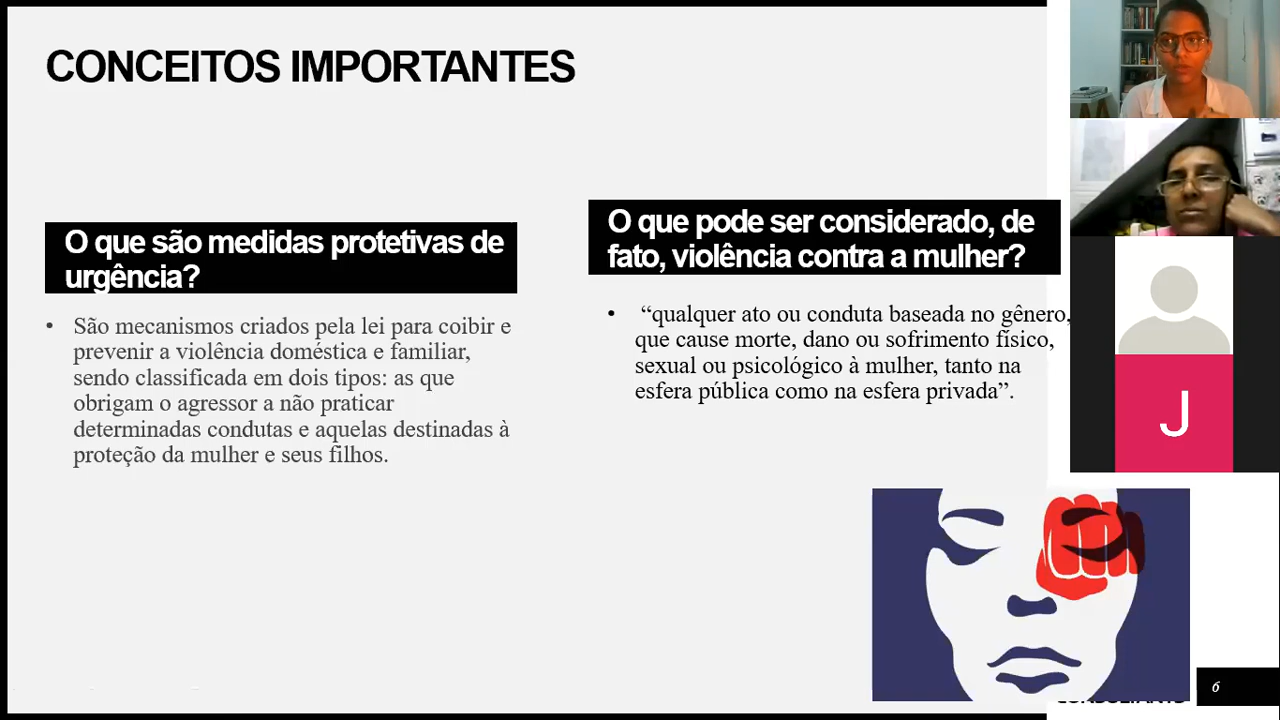 CONCEITOS IMPORTANTES
O que são medidas protetivas de
urgência?
• São mecanismos criados pela lei para coibir e
prevenir a violência doméstica e familiar,
sendo classificada em dois tipos: as que
obrigam o agressor a não praticar
determinadas condutas e aquelas destinadas à
proteção da mulher e seus filhos.
O que pode ser considerado, de
fato, violência contra a mulher?
• “qualquer ato ou conduta baseada no gênero,
que cause morte, dano ou sofrimento físico,
sexual ou psicológico à mulher, tanto na
esfera pública como na esfera privada”.
J
6